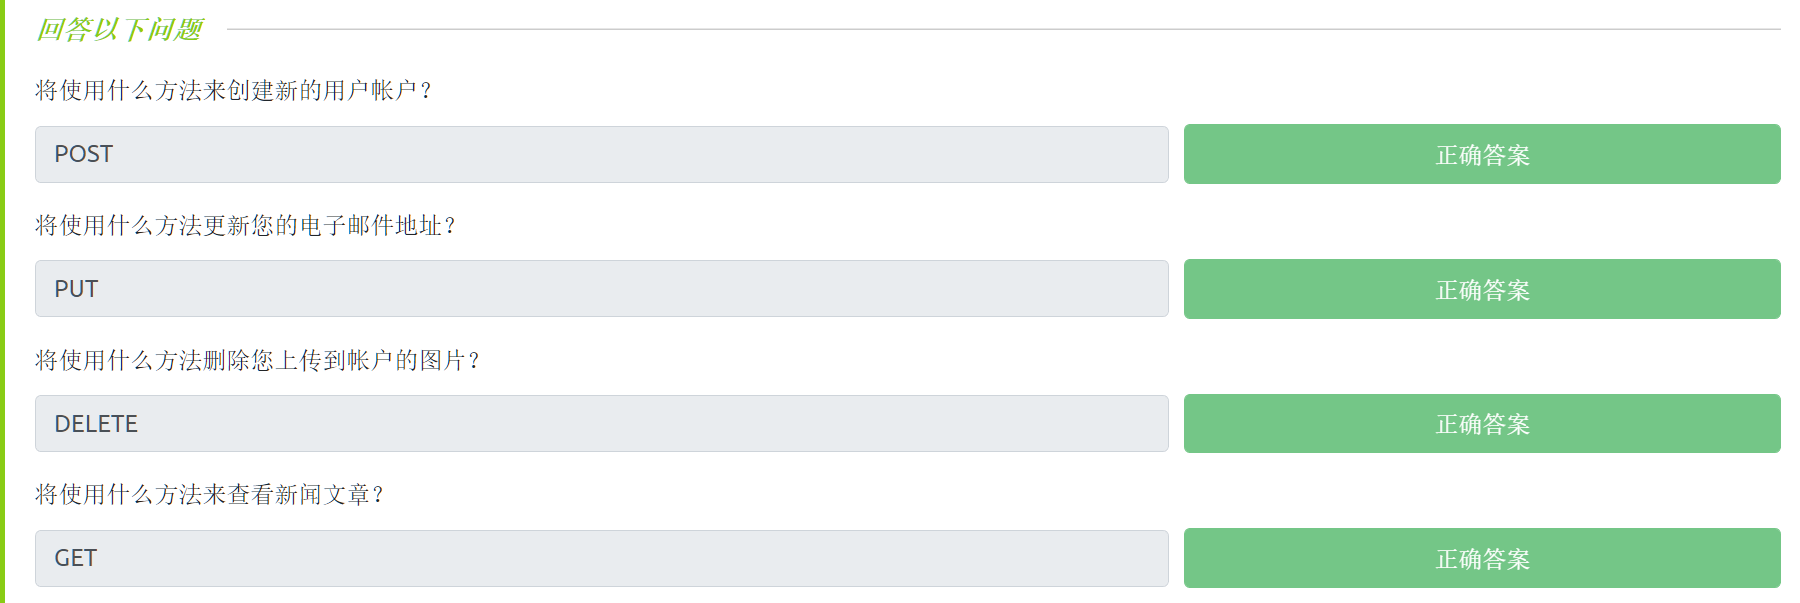 回答以下问题
将使用什么方法来创建新的用户帐户?
POST
正确答案
将使用什么方法更新您的电子邮件地址?
PUT
正确答案
将使用什么方法删除您上传到帐户的图片?
DELETE
正确答案
将使用什么方法来查看新闻文章?
GET
正确答案